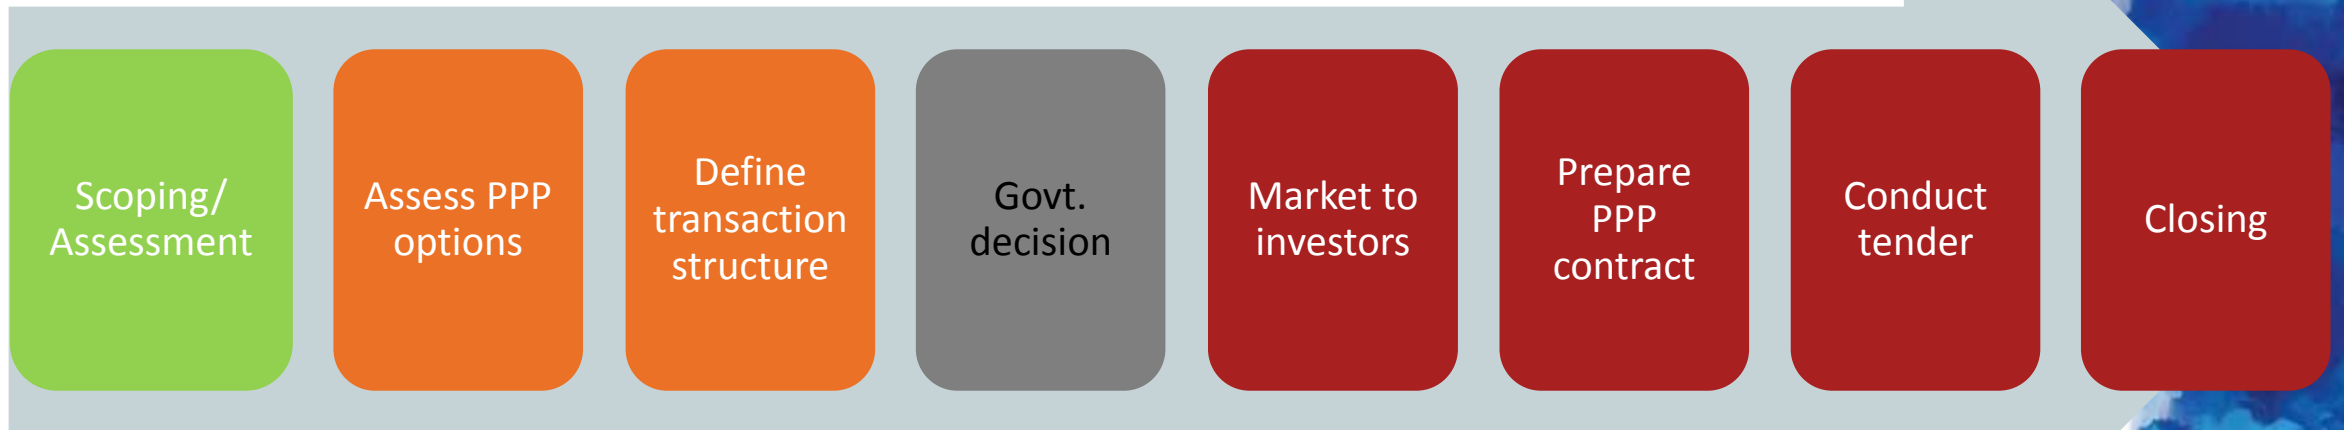 Scoping/
Assessment
Assess PPP
options
Define
transaction
structure
Govt.
decision
Market to
investors
Prepare
PPP
contract
Conduct
tender
Closing